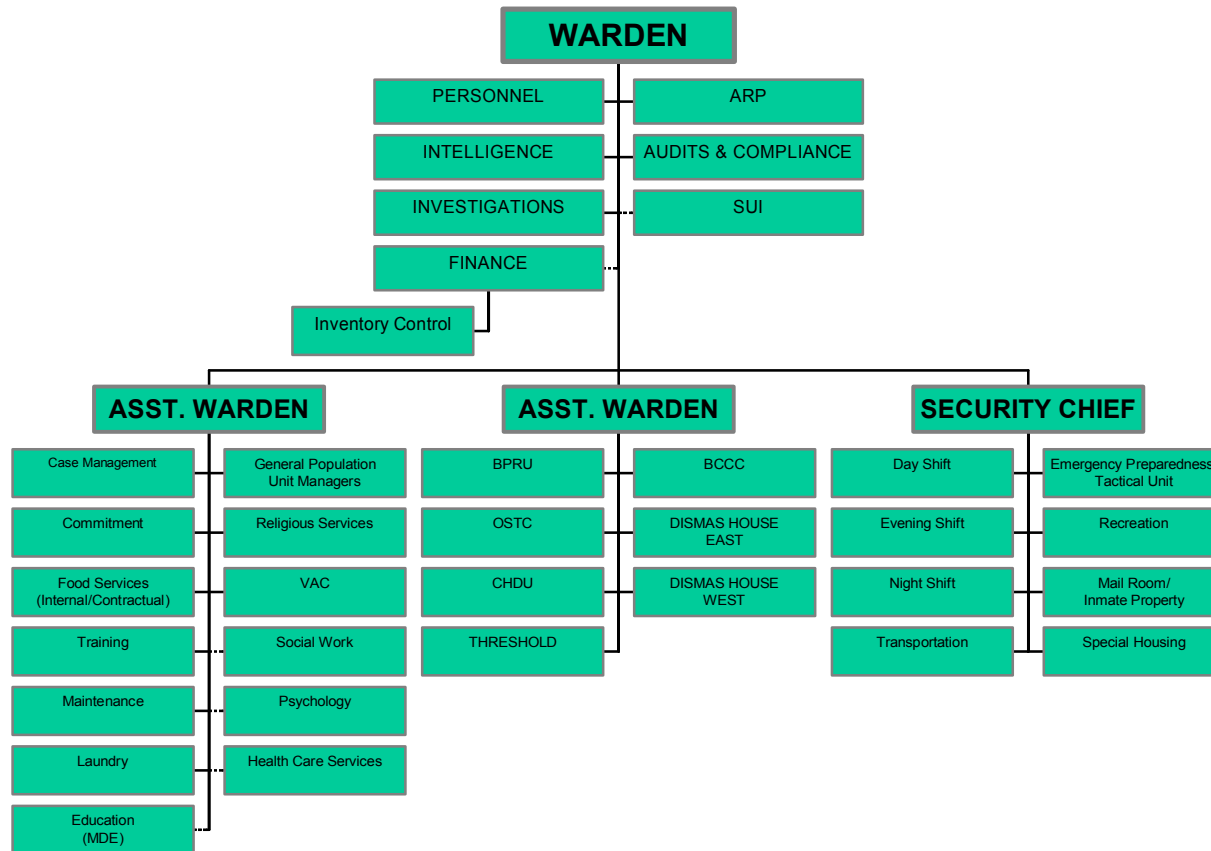 WARDEN
PERSONNEL
ARP
INTELLIGENCE
AUDITS & COMPLIANCE
INVESTIGATIONS
SUI
FINANCE
Inventory Control
ASST. WARDEN
ASST. WARDEN
SECURITY CHIEF
Case Management
General Population
Unit Managers
Commitment
Religious Services
Food Services
(Internal/Contractual)
VAC
Training
Social Work
Maintenance
Psychology
Laundry
Health Care Services
Education
(MDE)
BPRU
BCCC
OSTC
DISMAS HOUSE
EAST
CHDU
DISMAS HOUSE
WEST
THRESHOLD
Day Shift
Emergency Preparedness
Tactical Unit
Evening Shift
Recreation
Night Shift
Mail Room/
Inmate Property
Transportation
Special Housing